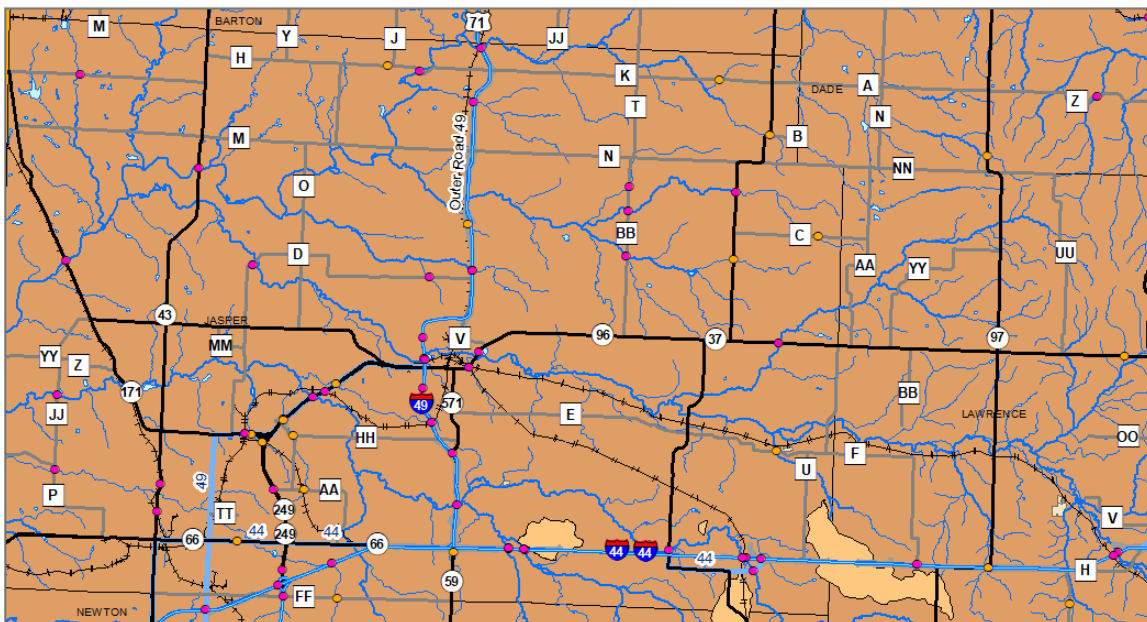 M
BARTON
Y
J
71
JJ
H
K
A
DADE
Z
T
N
M
Outer Road 49
B
N
NN
O
BB
C
D
UU
AA
YY
43
JASPER
MM
V
96
37
97
YY
Z
171
JJ
49
571
E
BB
LAWRENCE
HH
F
OO
49
U
P
AA
TT
249
V
66
44
249
44
66
44
44
44
H
59
FF
NEWTON